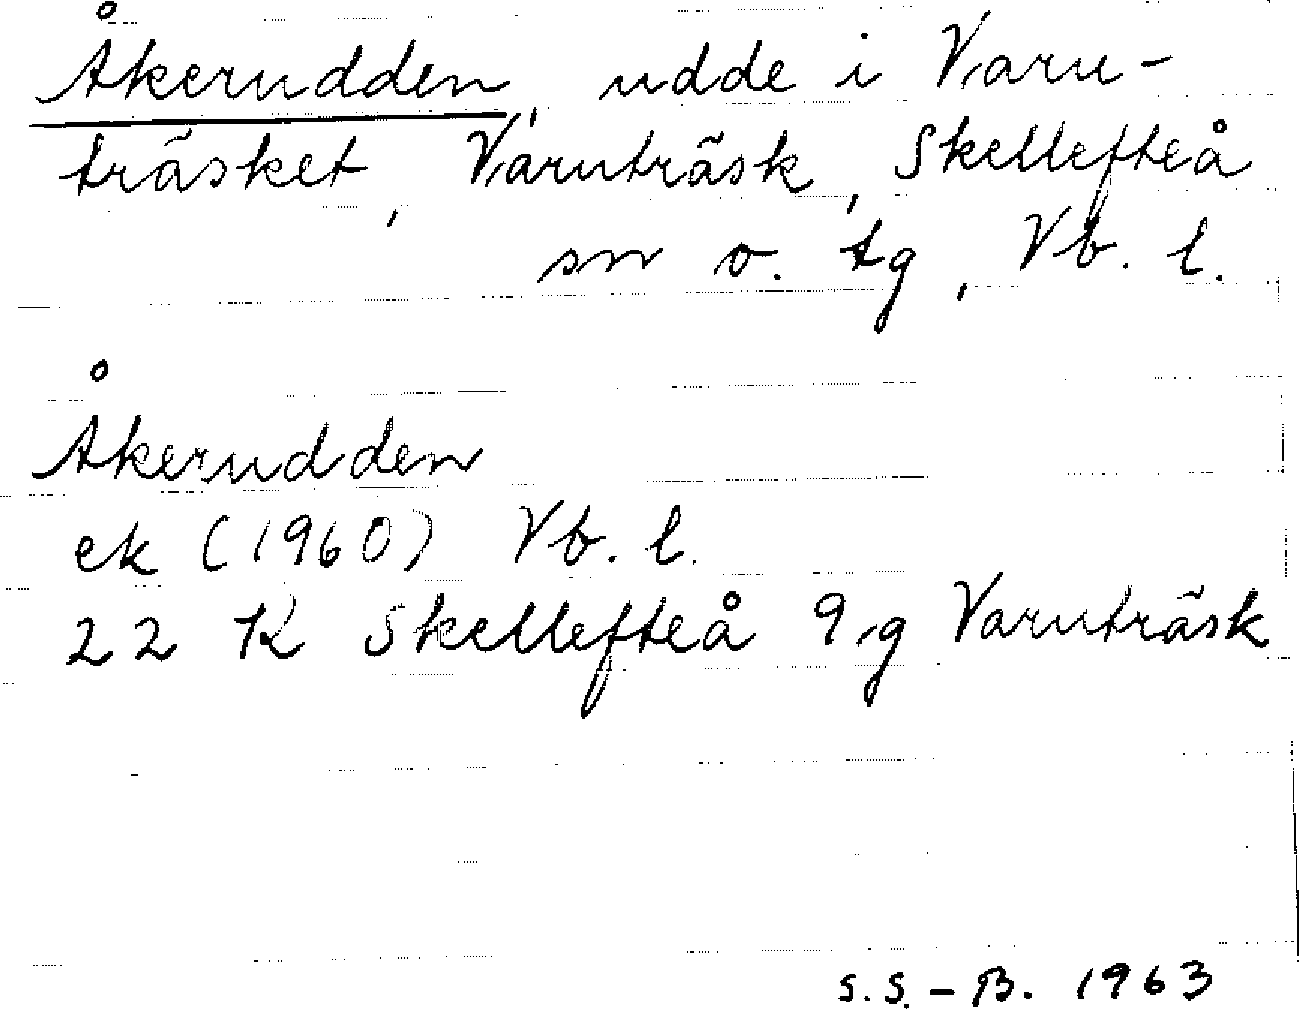 Åkerudden, udde i Varu-
träsket, Varuträsk, Skellefteå
sn o. tg, Vb. l.
Åkerudden
ek (1960) Vb. l.
22 K Skellefteå 9,g Varuträsk
S.S.-B. 1963